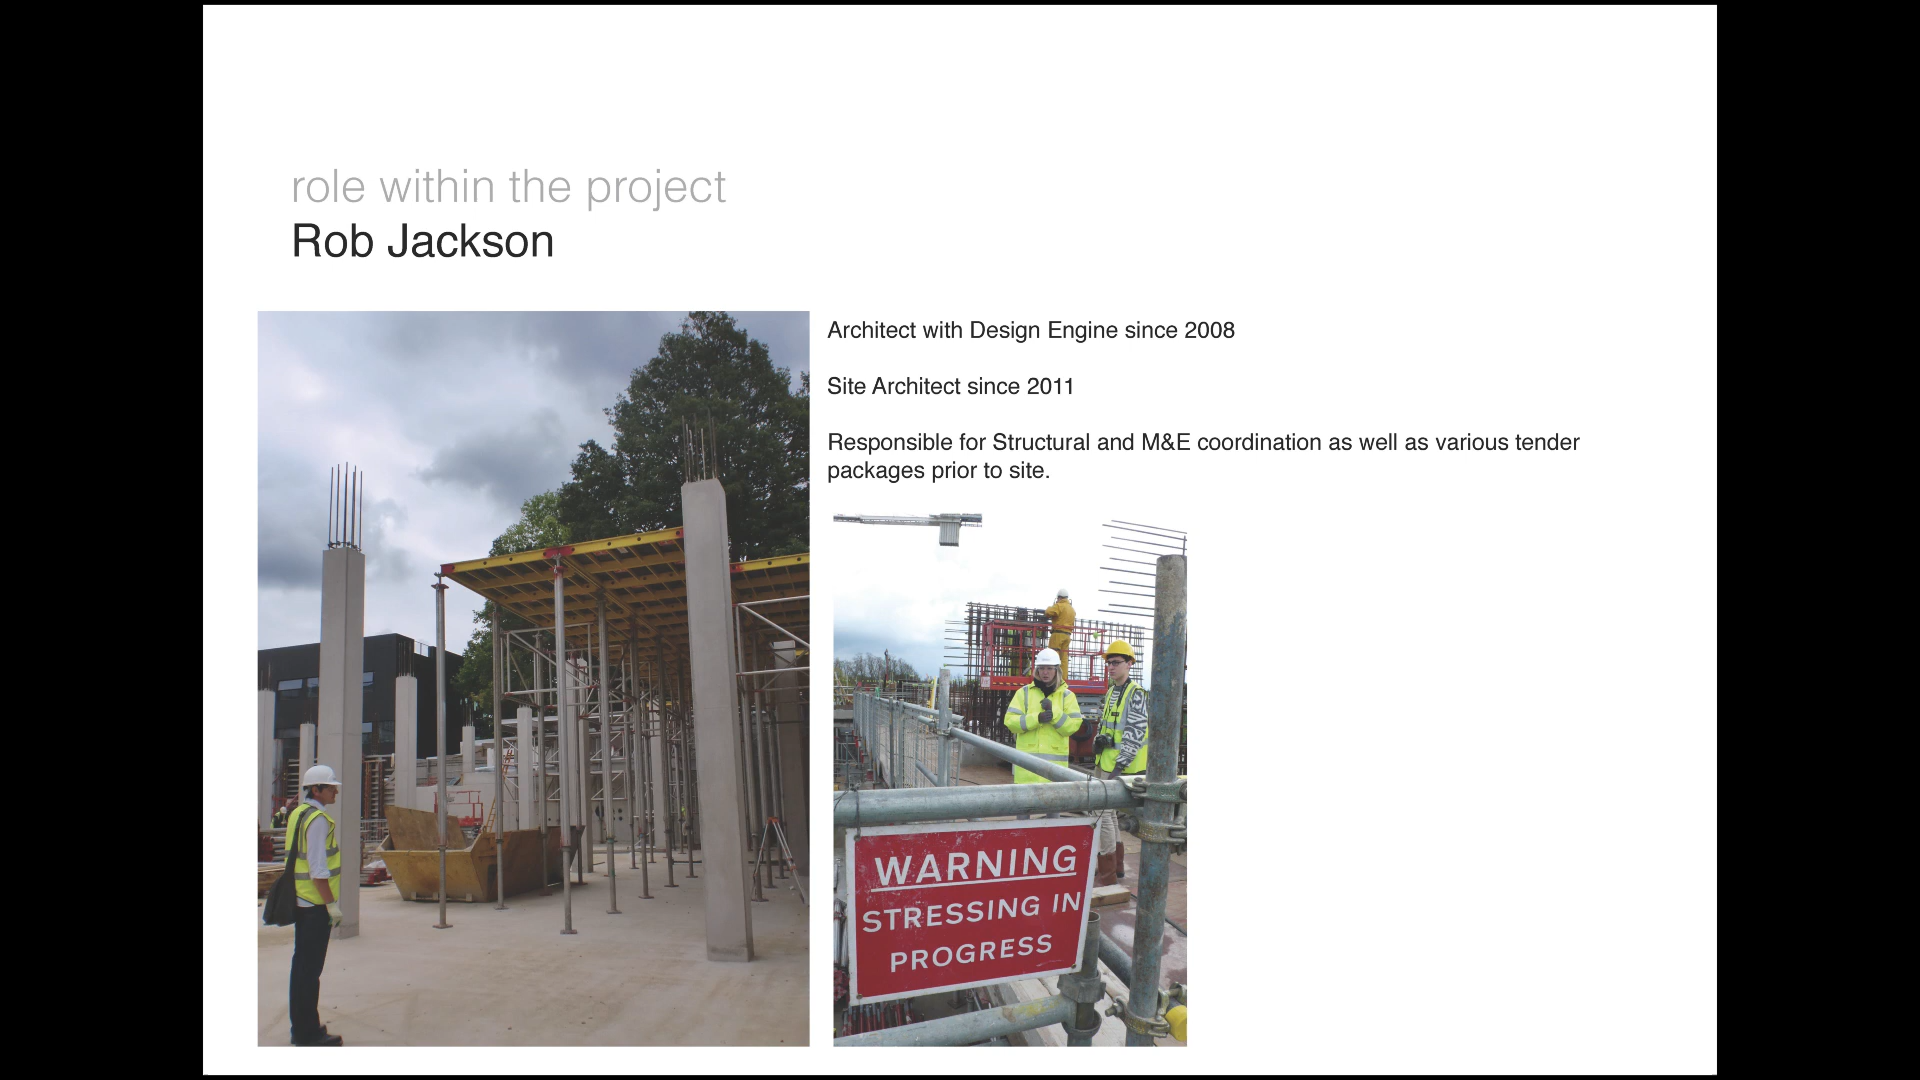 role within the project
Rob Jackson
Architect with Design Engine since 2008
Site Architect since 2011
Responsible for Structural and M&E coordination as well as various tender
packages prior to site.
WARNING
STRESSING IN
PROGRESS